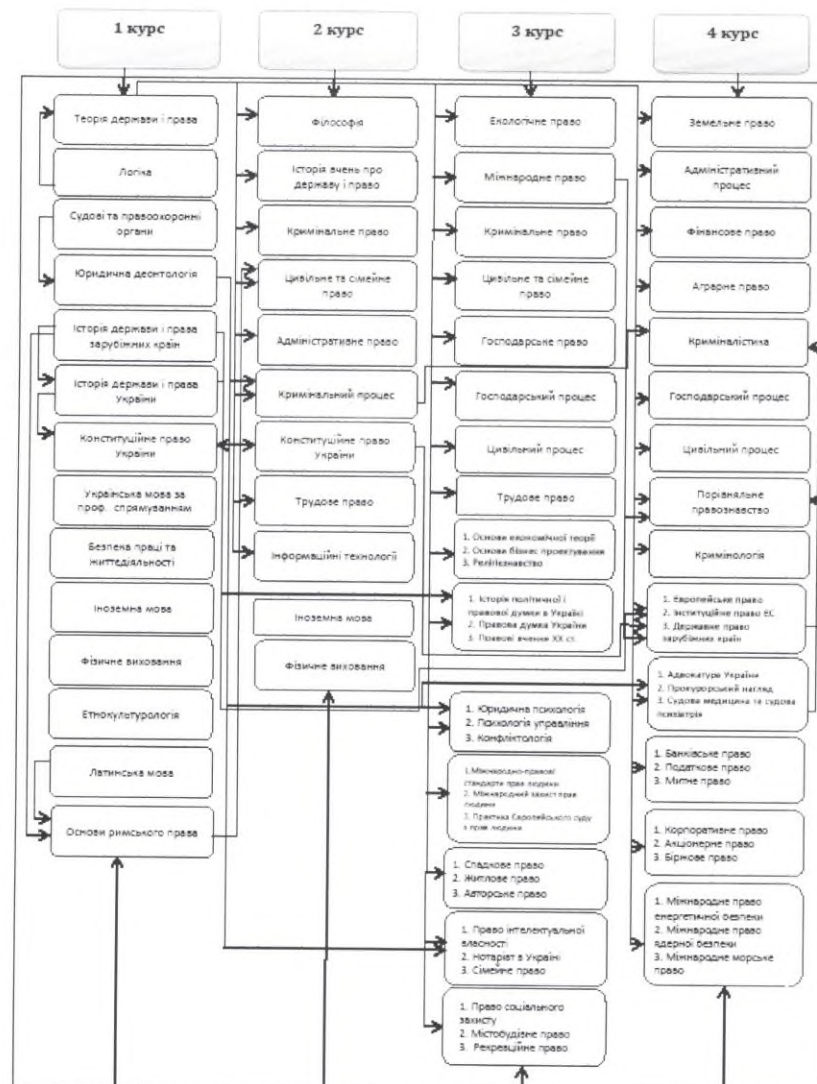 1 курс
2 курс
3 курс
4 курс
Теорія держави і права
Логіка
Судові та правоохоронні
органи
Юридична деонтологія
Історія держави і права
зарубіжних країн
Історія держави і права
України
Конституційне право
України
Українська мова за
проф. спрямуванням
Безпека праці та
життєдіяльності
Іноземна мова
Фізичне виховання
Етнокультурологія
Латинська мова
Основи римського права
Філософія
Історія вчень про
державу і право
Кримінальне право
Цивільне та сімейне
право
Адміністративне право
Кримінальний процес
Конституційне право
України
Трудове право
Інформаційні технології
Іноземна мова
Фізичне виховання
Екологічне право
Міжнародне право
Кримінальне право
Цивільне та сімейне
право
Господарське право
Господарський процес
Цивільний процес
Трудове право
1. Основи економічної теорії
2. Основи бізнес проектування
3. Релігієзнавство
1. Історія політичної і
правової думки в Україні
2. Правова думка України
3. Правові вчення ХХ ст.
1. Юридична психологія
2. Психологія управління
3. Конфліктологія
1.Міжнародно-правові
стандарти прав людини
2. Міжнародний захист прав
людини
3. Практика Європейського суду
з прав людини
1. Спадкове право
2. Житлове право
3. Авторське право
1. Право інтелектуальної
власності
2. Нотаріат в Україні
3. Сімейне право
1. Право соціального
захисту
2. Містобудівне право
3. Рекреаційне право
Земельне право
Адміністративний
процес
Фінансове право
Аграрне право
Криміналістика
Господарський процес
Цивільний процес
Порівняльне
правознавство
Кримінологія
1. Європейське право
2. Інституційне право ЄС
3. Державне право
зарубіжних країн
1. Адвокатура України
2. Прокурорський нагляд
3. Судова медицина та судова
психіатрія
1. Банківське право
2. Податкове право
3. Митне право
1. Корпоративне право
2. Акціонерне право
3. Біржове право
1. Міжнародне право
енергетичної безпеки
2. Міжнародне право
ядерної безпеки
3. Міжнародне морське
право